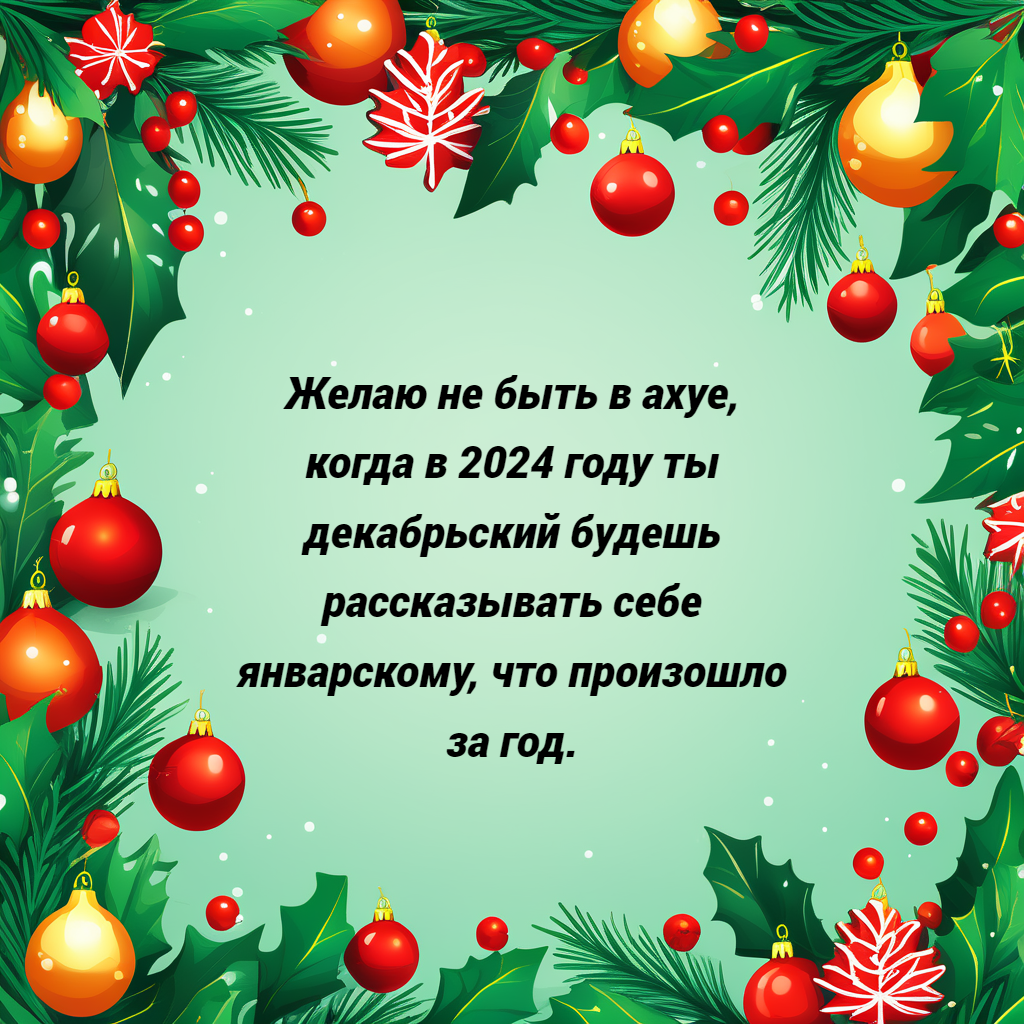 Желаю не быть в ахуе,
когда в 2024 году ты
декабрьский будешь
рассказывать себе
январскому, что произошло
за год.